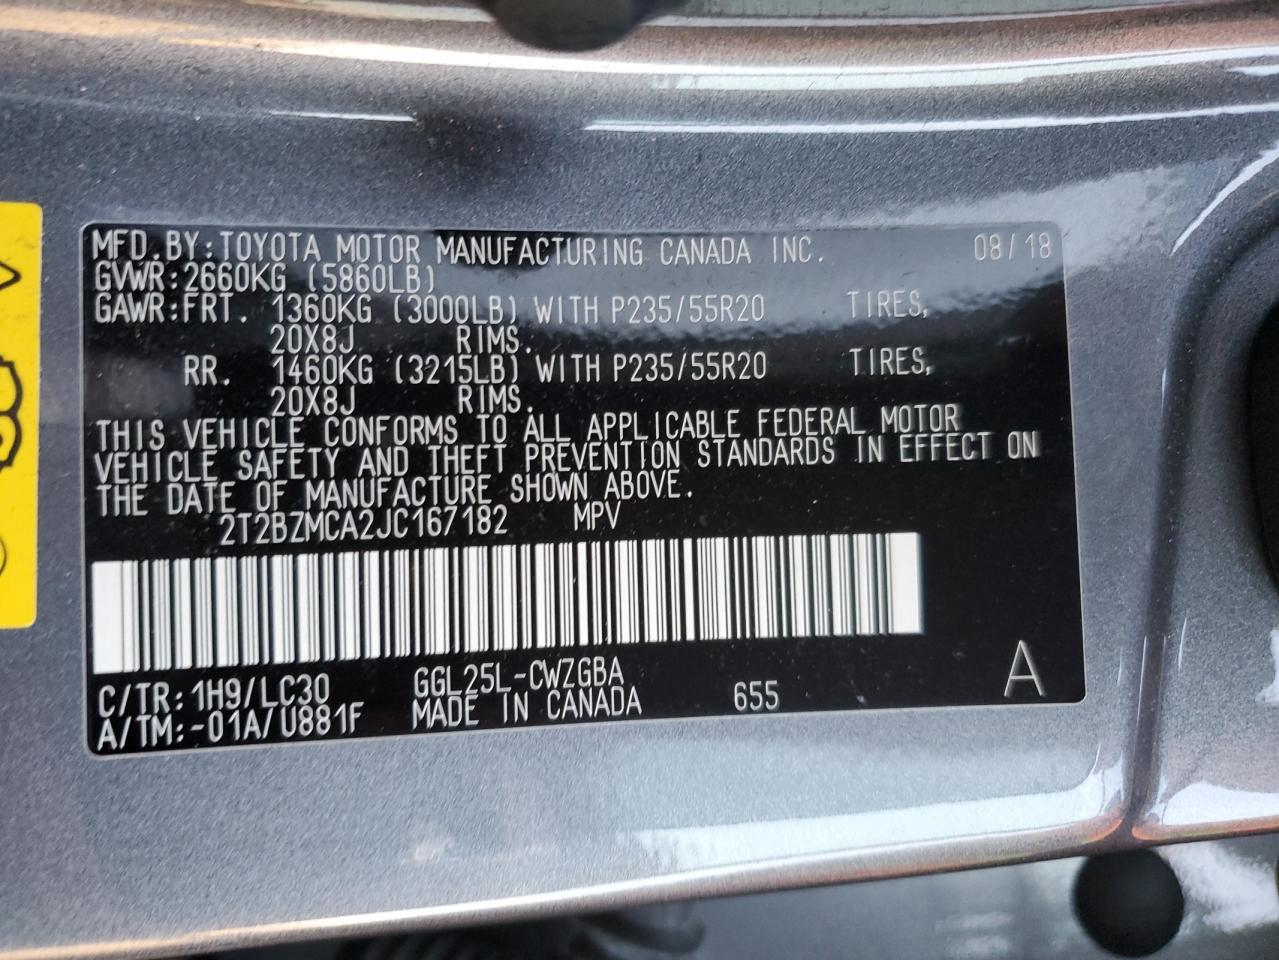 MFD.BY:TOYOTA MOTOR MANUFACTURING CANADA INC. 08/18
GVWR:2660KG (5860LB)
GAWR:FRT. 1360KG (3000LB) WITH P235/55R20 TIRES,
20X8J RIMS.
RR. 1460KG (3215LB) WITH P235/55R20 TIRES,
20X8J RIMS.
THIS VEHICLE CONFORMS TO ALL APPLICABLE FEDERAL MOTOR
VEHICLE SAFETY AND THEFT PREVENTION STANDARDS IN EFFECT ON
THE DATE OF MANUFACTURE SHOWN ABOVE.
2T2BZMCA2JC167182 MPV
C/TR:1H9/LC30 GGL25L-CWZGBA
A/TM:-01A/U881F MADE IN CANADA 655 A